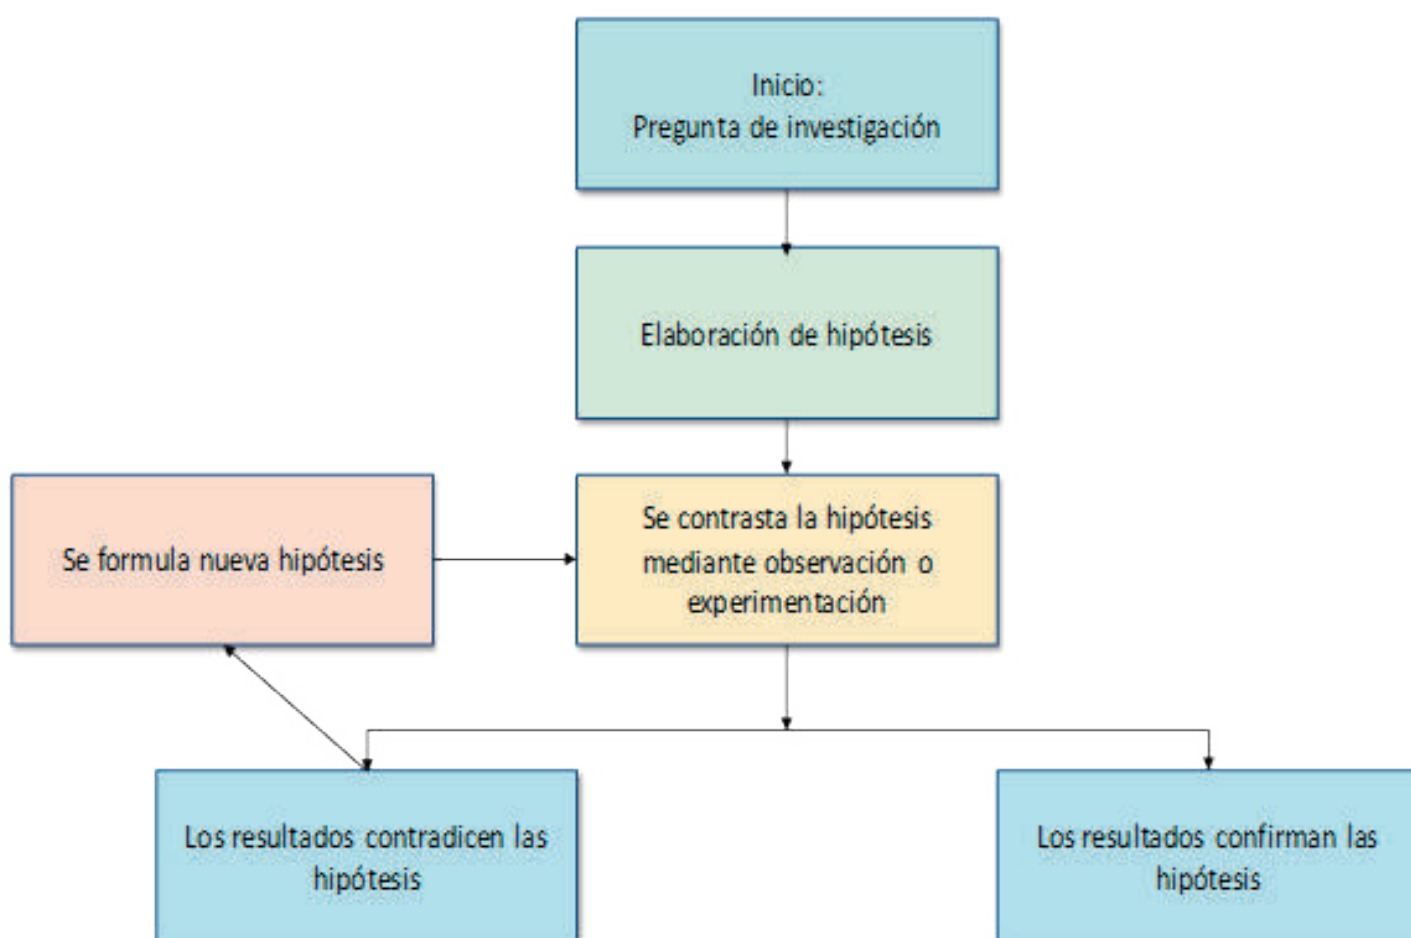 Inicio:
Pregunta de investigación
Elaboración de hipótesis
Se formula nueva hipótesis
Se contrasta la hipótesis
mediante observación o
experimentación
Los resultados contradicen las
hipótesis
Los resultados confirman las
hipótesis